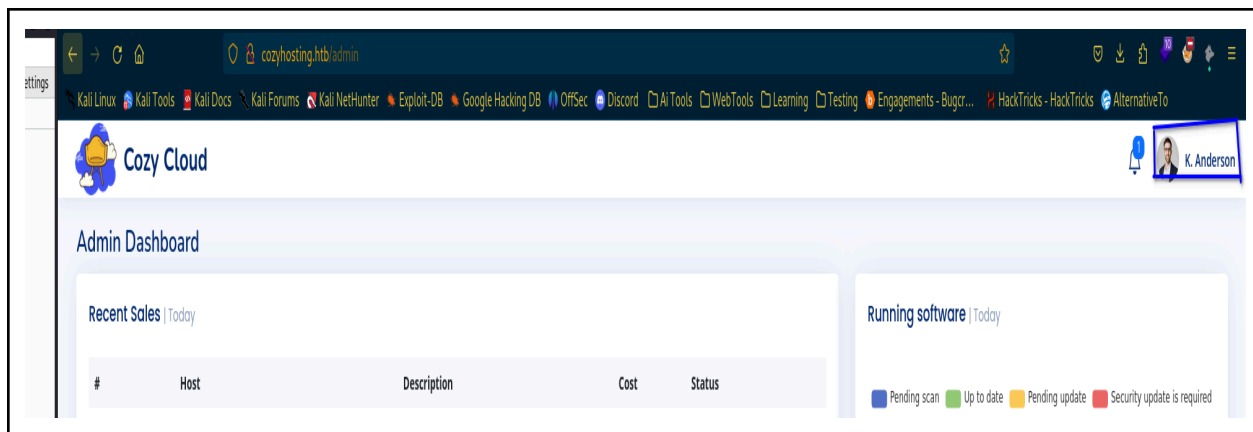 ettings
cozyhosting.htb/admin
10
Kali Linux Kali Tools Kali Docs Kali Forums Kali NetHunter Exploit-DB Google Hacking DB OffSec Discord Ai Tools WebTools Learning Testing Engagements - Bugcr... HackTricks - HackTricks AlternativeTo
Cozy Cloud
1
K. Anderson
Admin Dashboard
Recent Sales | Today
Running software | Today
# Host Description Cost Status
Pending scan Up to date Pending update Security update is required